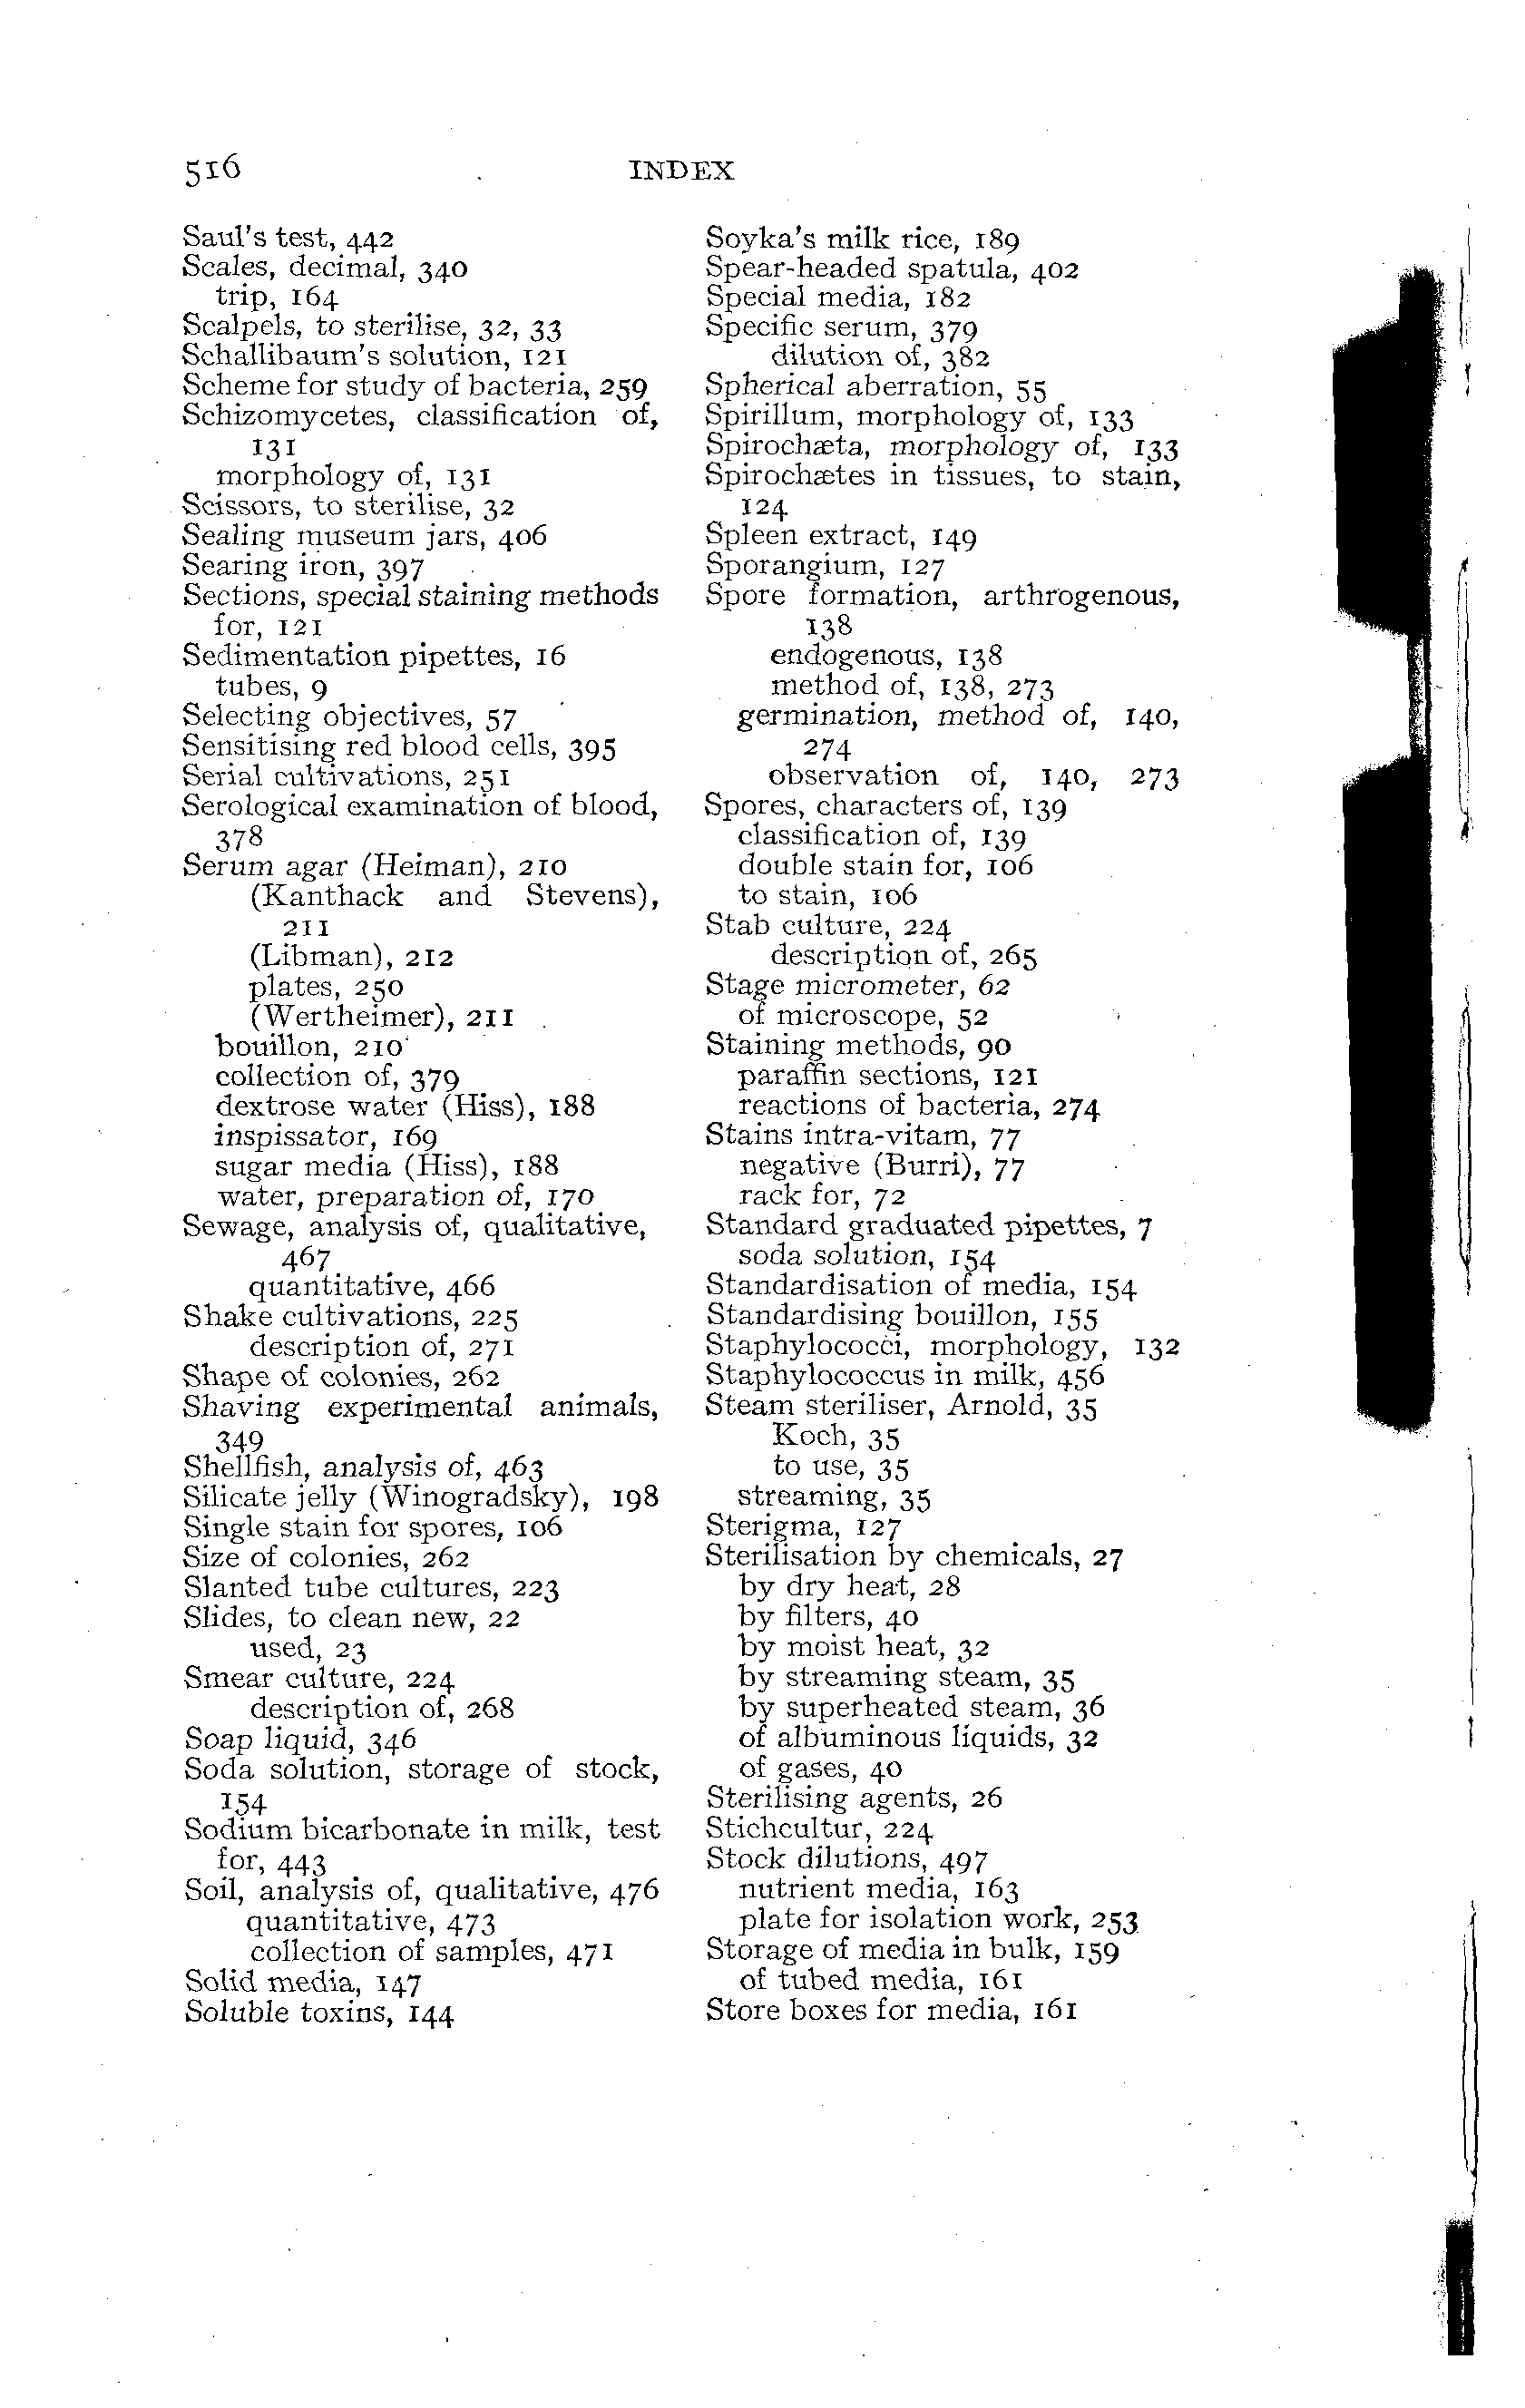 516
INDEX
Saul's test, 442
Scales, decimal, 340
trip, 164
Scalpels, to sterilise, 32, 33
Schallibaum's solution, 121
Scheme for study of bacteria, 259
Schizomycetes, classification of,
131
morphology of, 131
Scissors, to sterilise, 32
Sealing museum jars, 406
Searing iron, 397
Sections, special staining methods
for, 121
Sedimentation pipettes, 16
tubes, 9
Selecting objectives, 57
Sensitising red blood cells, 395
Serial cultivations, 251
Serological examination of blood,
378
Serum agar (Heiman), 210
(Kanthack and Stevens),
211
(Libman), 212
plates, 250
(Wertheimer), 211
bouillon, 210
collection of, 379
dextrose water (Hiss), 188
inspissator, 169
sugar media (Hiss), 188
water, preparation of, 170
Sewage, analysis of, qualitative,
467
quantitative, 466
Shake cultivations, 225
description of, 271
Shape of colonies, 262
Shaving experimental animals,
349
Shellfish, analysis of, 463
Silicate jelly (Winogradsky), 198
Single stain for spores, 106
Size of colonies, 262
Slanted tube cultures, 223
Slides, to clean new, 22
used, 23
Smear culture, 224
description of, 268
Soap liquid, 346
Soda solution, storage of stock,
154
Sodium bicarbonate in milk, test
for, 443
Soil, analysis of, qualitative, 476
quantitative, 473
collection of samples, 471
Solid media, 147
Soluble toxins, 144
Soyka's milk rice, 189
Spear-headed spatula, 402
Special media, 182
Specific serum, 379
dilution of, 382
Spherical aberration, 55
Spirillum, morphology of, 133
Spirochæta, morphology of, 133
Spirochætes in tissues, to stain,
124
Spleen extract, 149
Sporangium, 127
Spore formation, arthrogenous,
138
endogenous, 138
method of, 138, 273
germination, method of, 140,
274
observation of, 140, 273
Spores, characters of, 139
classification of, 139
double stain for, 106
to stain, 106
Stab culture, 224
description of, 265
Stage micrometer, 62
of microscope, 52
Staining methods, 90
paraffin sections, 121
reactions of bacteria, 274
Stains intra-vitam, 77
negative (Burri), 77
rack for, 72
Standard graduated pipettes, 7
soda solution, 154
Standardisation of media, 154
Standardising bouillon, 155
Staphylococci, morphology, 132
Staphylococcus in milk, 456
Steam steriliser, Arnold, 35
Koch, 35
to use, 35
streaming, 35
Sterigma, 127
Sterilisation by chemicals, 27
by dry heat, 28
by filters, 40
by moist heat, 32
by streaming steam, 35
by superheated steam, 36
of albuminous liquids, 32
of gases, 40
Sterilising agents, 26
Stichcultur, 224
Stock dilutions, 497
nutrient media, 163
plate for isolation work, 253
Storage of media in bulk, 159
of tubed media, 161
Store boxes for media, 161